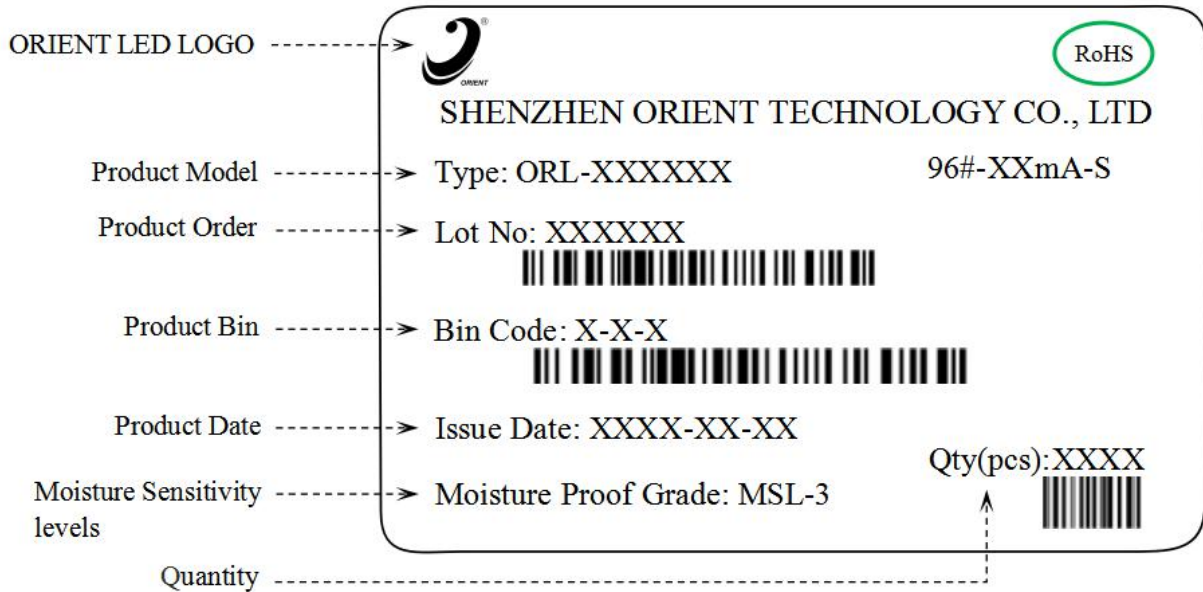 ORIENT LED LOGO
®
ORIENT
RoHS
SHENZHEN ORIENT TECHNOLOGY CO., LTD
Product Model
Type: ORL-XXXXXX
96#-XXmA-S
Product Order
Lot No: XXXXXX
Product Bin
Bin Code: X-X-X
Product Date
Issue Date: XXXX-XX-XX
Qty(pcs):XXXX
Moisture Sensitivity
levels
Moisture Proof Grade: MSL-3
Quantity